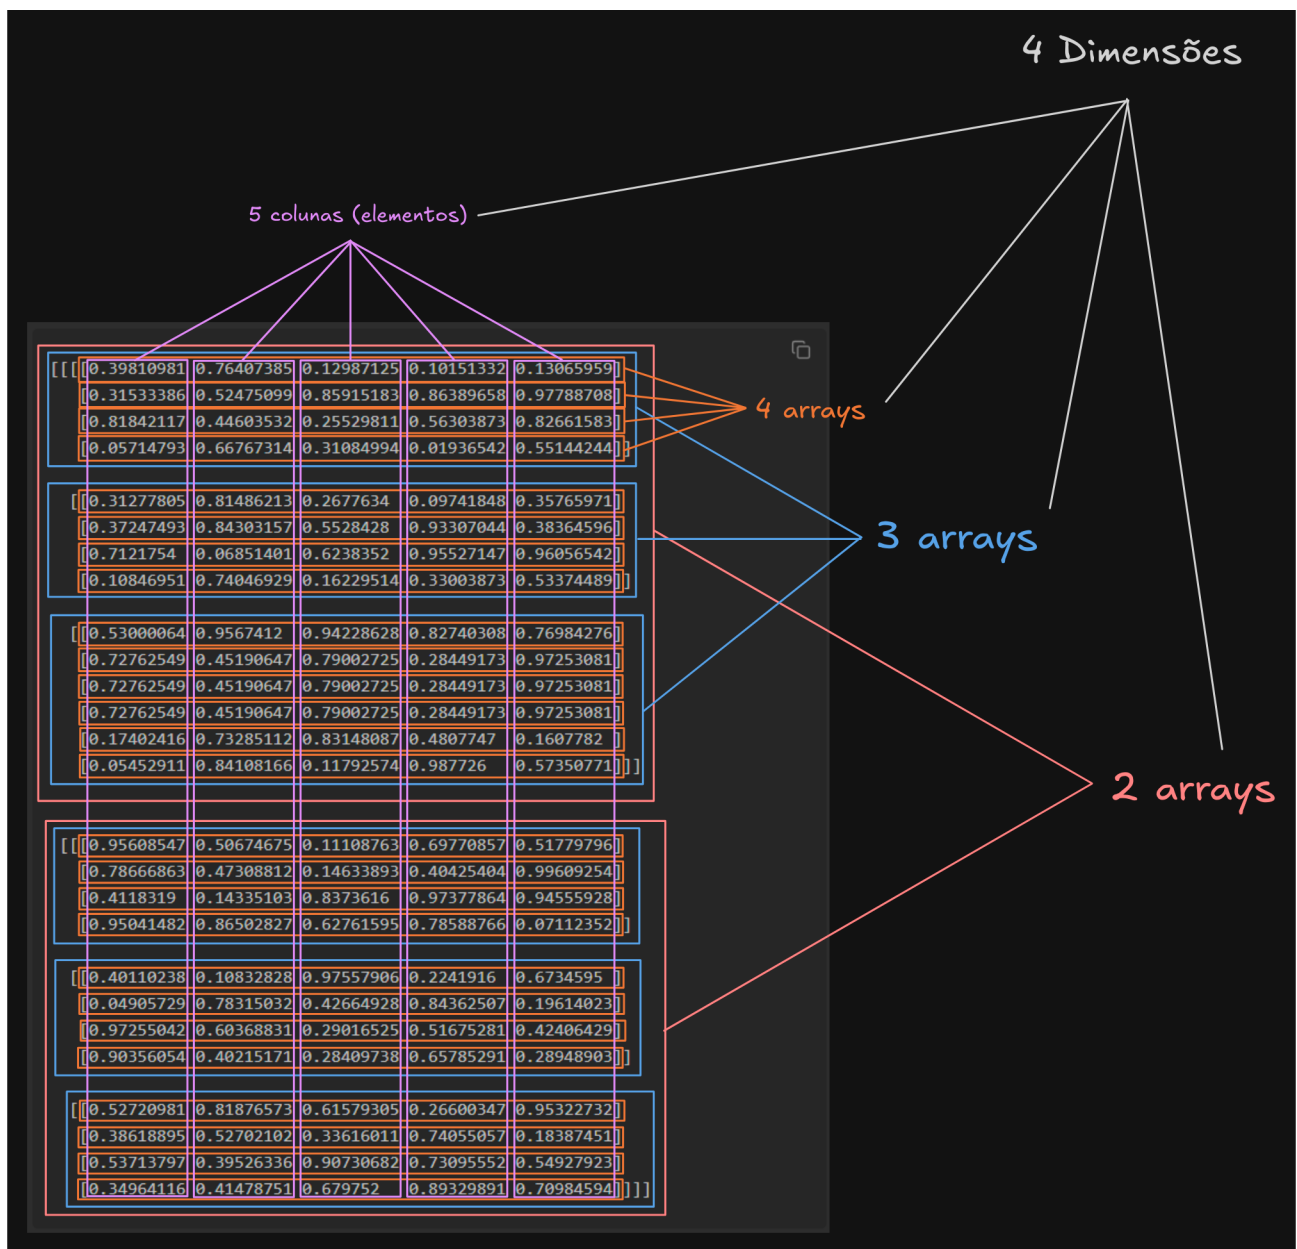 4 Dimensões
5 colunas (elementos)
[[[[0.39810981 0.76407385 0.12987125 0.10151332 0.13065959]
[0.31533386 0.52475099 0.85915183 0.86389658 0.97788708]
4 arrays
[0.81842117 0.44603532 0.25529811 0.56303873 0.82661583]
[0.05714793 0.66767314 0.31084994 0.01936542 0.55144244]]
[[0.31277805 0.81486213 0.2677634 0.09741848 0.35765971]
[0.37247493 0.84303157 0.5528428 0.93307044 0.38364596]
3 arrays
[0.7121754 0.06851401 0.6238352 0.95527147 0.96056542]
[0.10846951 0.74046929 0.16229514 0.33003873 0.53374489]]
[[0.53000064 0.9567412 0.94228628 0.82740308 0.76984276]
[0.72762549 0.45190647 0.79002725 0.28449173 0.97253081]
[0.72762549 0.45190647 0.79002725 0.28449173 0.97253081]
[0.72762549 0.45190647 0.79002725 0.28449173 0.97253081]
[0.17402416 0.73285112 0.83148087 0.4807747 0.1607782 ]
[0.05452911 0.84108166 0.11792574 0.987726 0.57350771]]]
2 arrays
[[[0.95608547 0.50674675 0.11108763 0.69770857 0.51779796]
[0.78666863 0.47308812 0.14633893 0.40425404 0.99609254]
[0.4118319 0.14335103 0.8373616 0.97377864 0.94555928]
[0.95041482 0.86502827 0.62761595 0.78588766 0.07112352]]
[[0.40110238 0.10832828 0.97557906 0.2241916 0.6734595 ]
[0.04905729 0.78315032 0.42664928 0.84362507 0.19614023]
[0.97255042 0.60368831 0.29016525 0.51675281 0.42406429]
[0.90356054 0.40215171 0.28409738 0.65785291 0.28948903]]
[[0.52720981 0.81876573 0.61579305 0.26600347 0.95322732]
[0.38618895 0.52702102 0.33616011 0.74055057 0.18387451]
[0.53713797 0.39526336 0.90730682 0.73095552 0.54927923]
[0.34964116 0.41478751 0.679752 0.89329891 0.70984594]]]]